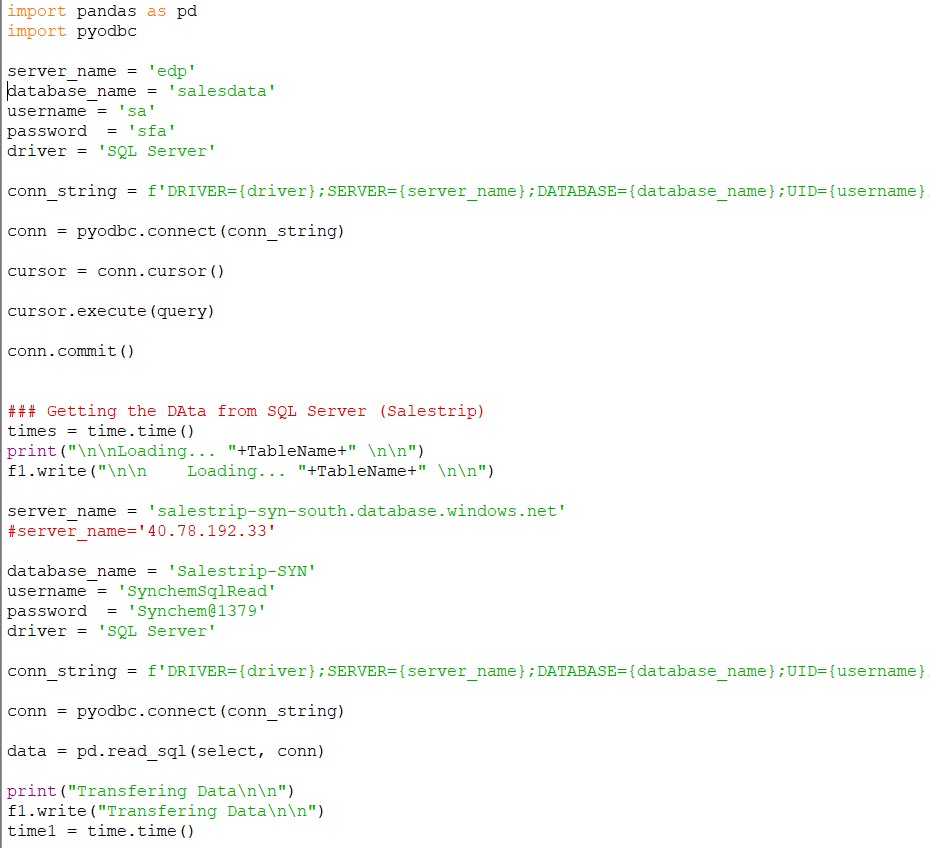 import pandas as pd
import pyodbc
server_name = 'edp'
database_name = 'salesdata'
username = 'sa'
password  = 'sfa'
driver = 'SQL Server'
conn_string = f'DRIVER={driver};SERVER={server_name};DATABASE={database_name};UID={username}
conn = pyodbc.connect(conn_string)
cursor = conn.cursor()
cursor.execute(query)
conn.commit()
### Getting the DAta from SQL Server (Salestrip)
times = time.time()
print("\n\nLoading... "+TableName+" \n\n")
f1.write("\n\n    Loading... "+TableName+" \n\n")
server_name = 'salestrip-syn-south.database.windows.net'
#server_name='40.78.192.33'
database_name = 'Salestrip-SYN'
username = 'SynchemSqlRead'
password  = 'Synchem@1379'
driver = 'SQL Server'
conn_string = f'DRIVER={driver};SERVER={server_name};DATABASE={database_name};UID={username}
conn = pyodbc.connect(conn_string)
data = pd.read_sql(select, conn)
print("Transfering Data\n\n")
f1.write("Transfering Data\n\n")
time1 = time.time()